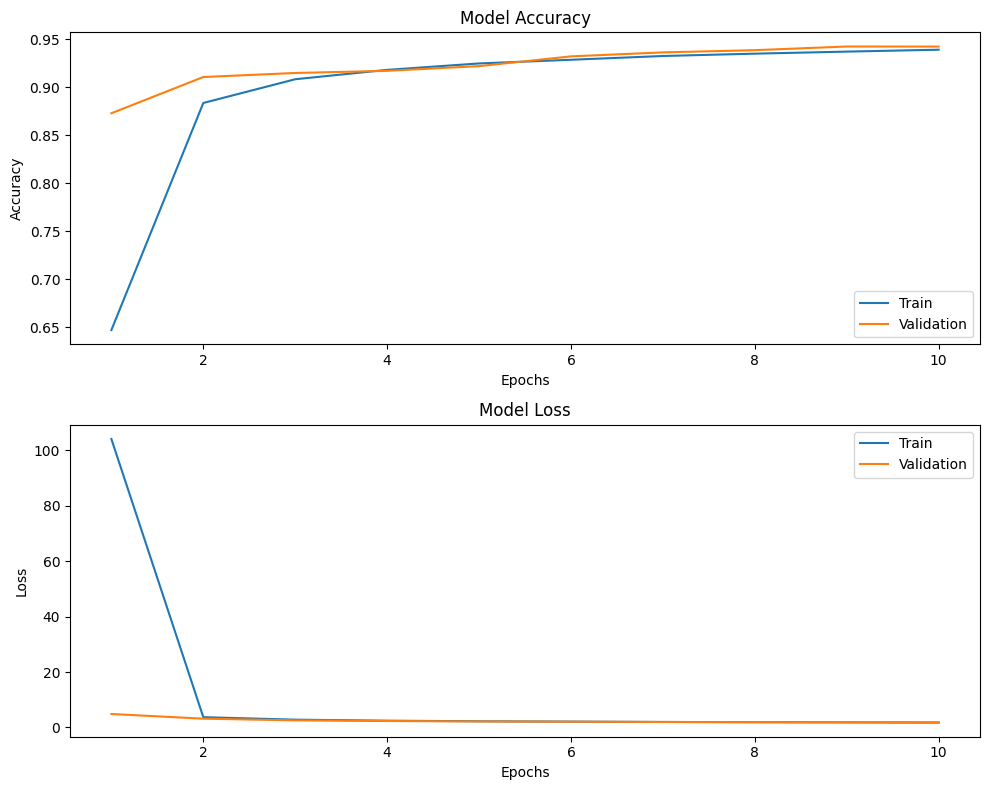 Model Accuracy
0.95
0.90
0.85
0.80
0.75
0.70
0.65
Accuracy
Train
Validation
2 4 6 8 10
Epochs
Model Loss
100
80
60
40
20
0
Loss
Train
Validation
2 4 6 8 10
Epochs